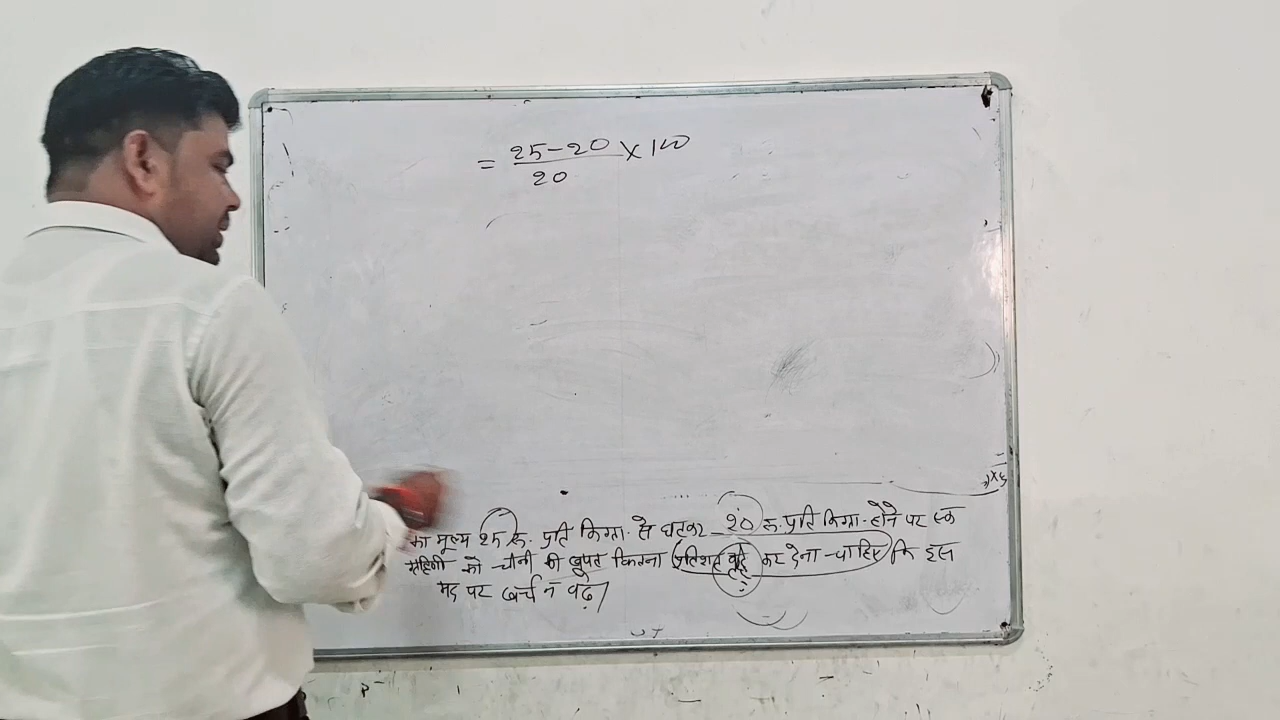 = 25-20/20 × 100
का मूल्य 25 रु. प्रति किग्रा. से घटकर 20 रु. प्रति किग्रा. होने पर एक
गृहिणी को चीनी की खपत कितना प्रतिशत वृद्धि कर देना चाहिए कि इस
मद पर खर्च न बढ़े/